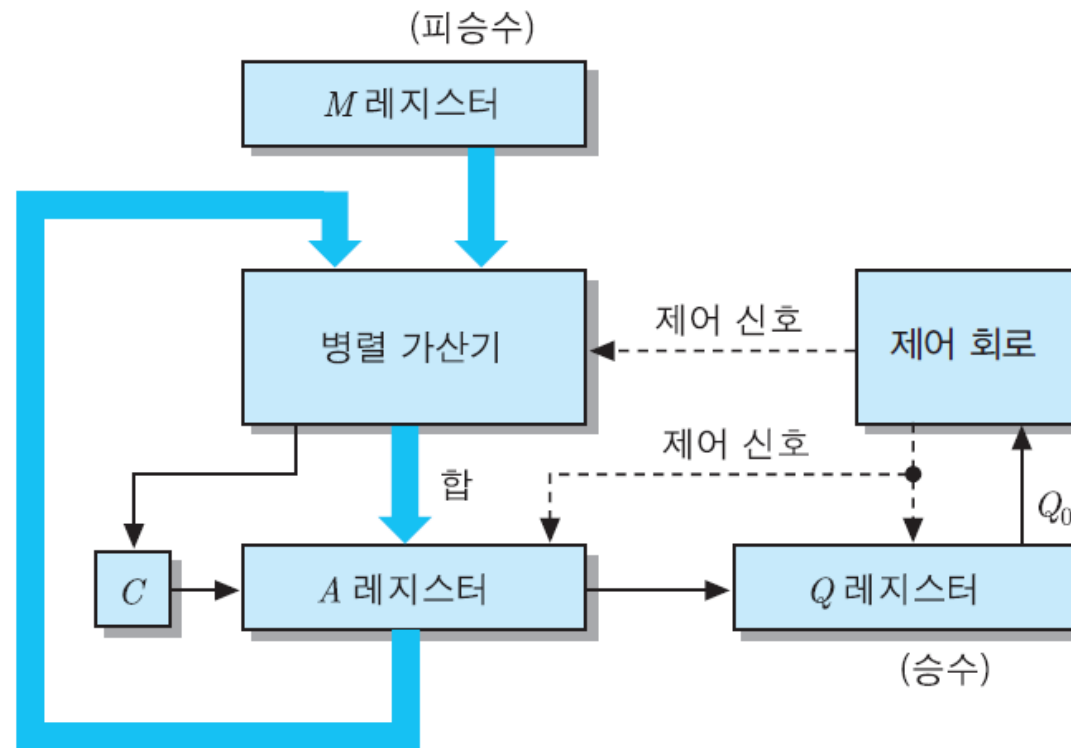 (피승수)
M 레지스터
병렬 가산기
제어 신호
제어 회로
제어 신호
합
Q₀
C
A 레지스터
Q 레지스터
(승수)